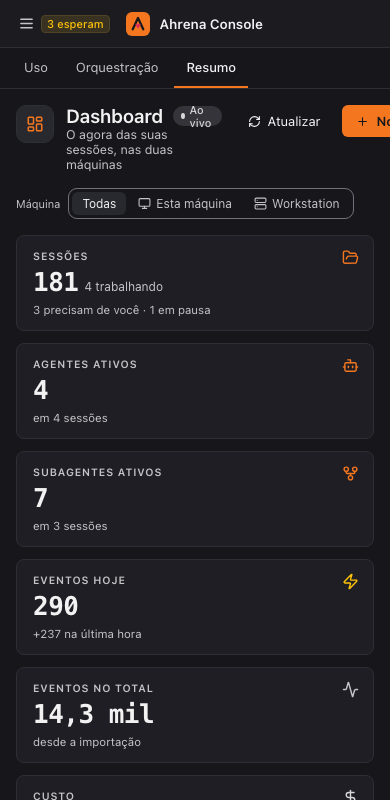 3 esperam
Ahrena Console
Uso
Orquestração
Resumo
Dashboard
Ao vivo
O agora das suas
sessões, nas duas
máquinas
Atualizar
Máquina
Todas
Esta máquina
Workstation
SESSÕES
181 4 trabalhando
3 precisam de você · 1 em pausa
AGENTES ATIVOS
4
em 4 sessões
SUBAGENTES ATIVOS
7
em 3 sessões
EVENTOS HOJE
290
+237 na última hora
EVENTOS NO TOTAL
14,3 mil
desde a importação
CUSTO